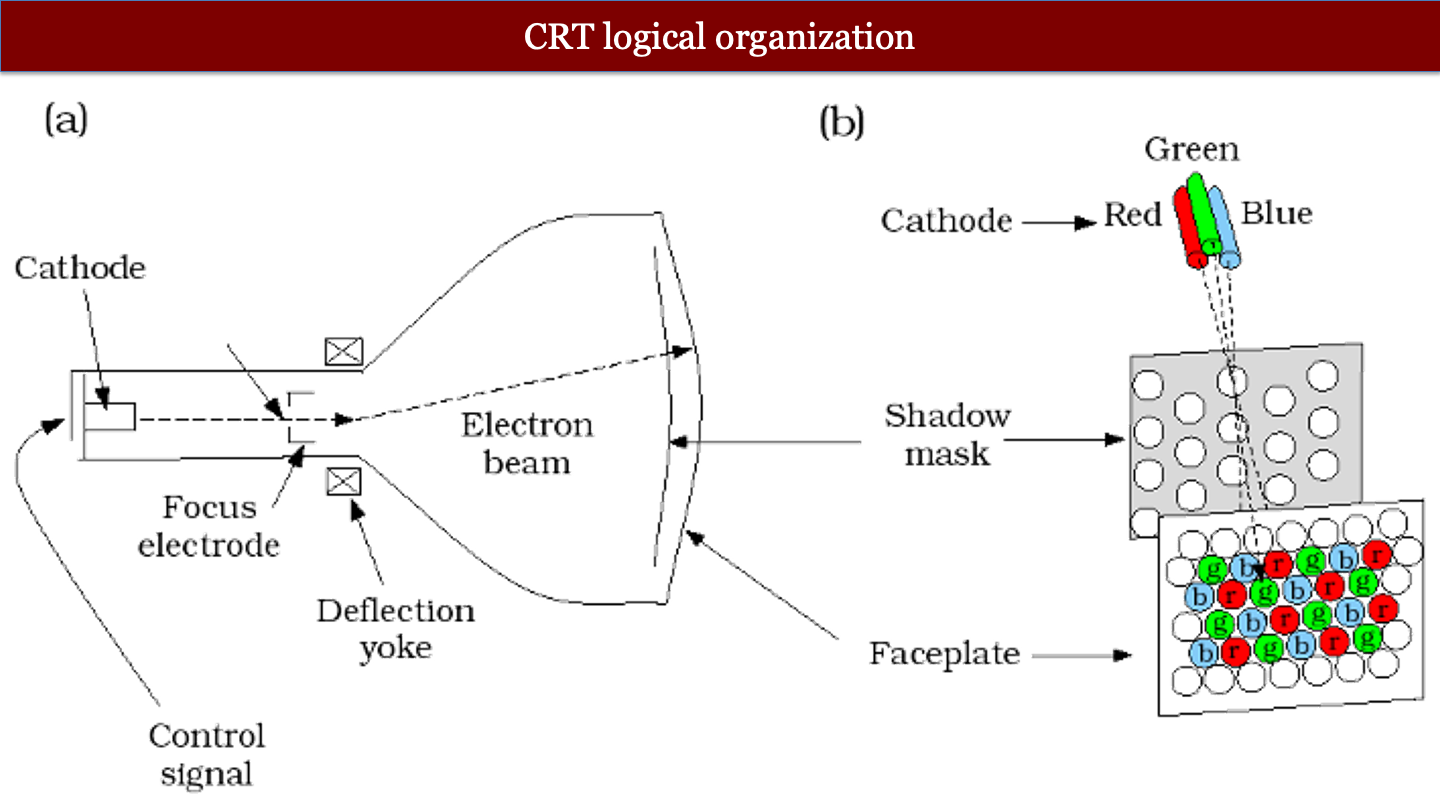 CRT logical organization
(a)
Cathode
Focus
electrode
Deflection
yoke
Control
signal
Electron
beam
(b)
Green
Cathode
Red
Blue
Shadow
mask
Faceplate
g b r g b r
b r g b r g
g b r g b r
b r g b r g